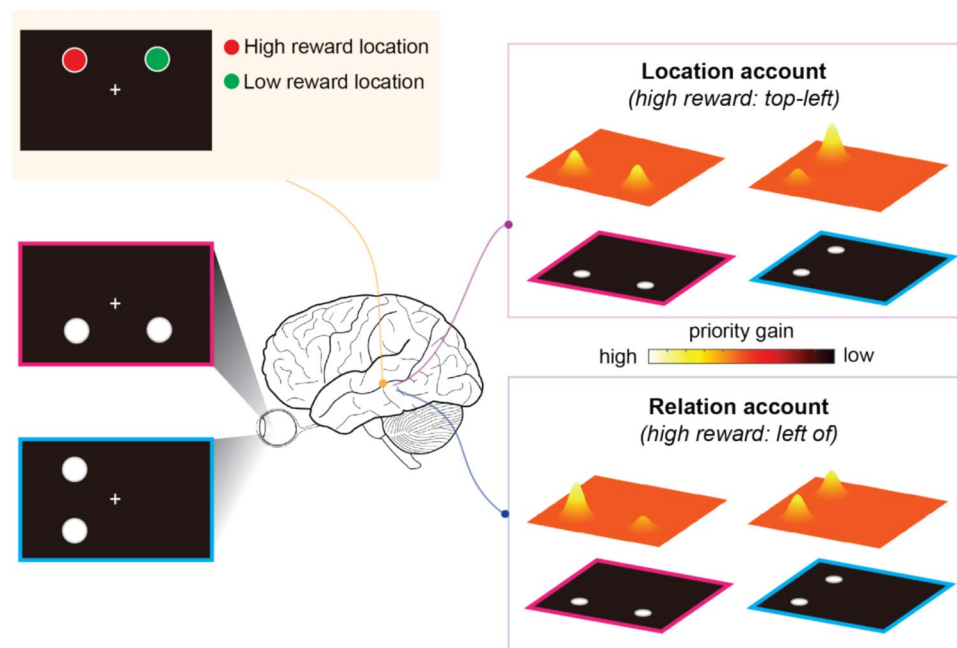 High reward location
Low reward location
Location account
(high reward: top-left)
priority gain
high low
Relation account
(high reward: left of)